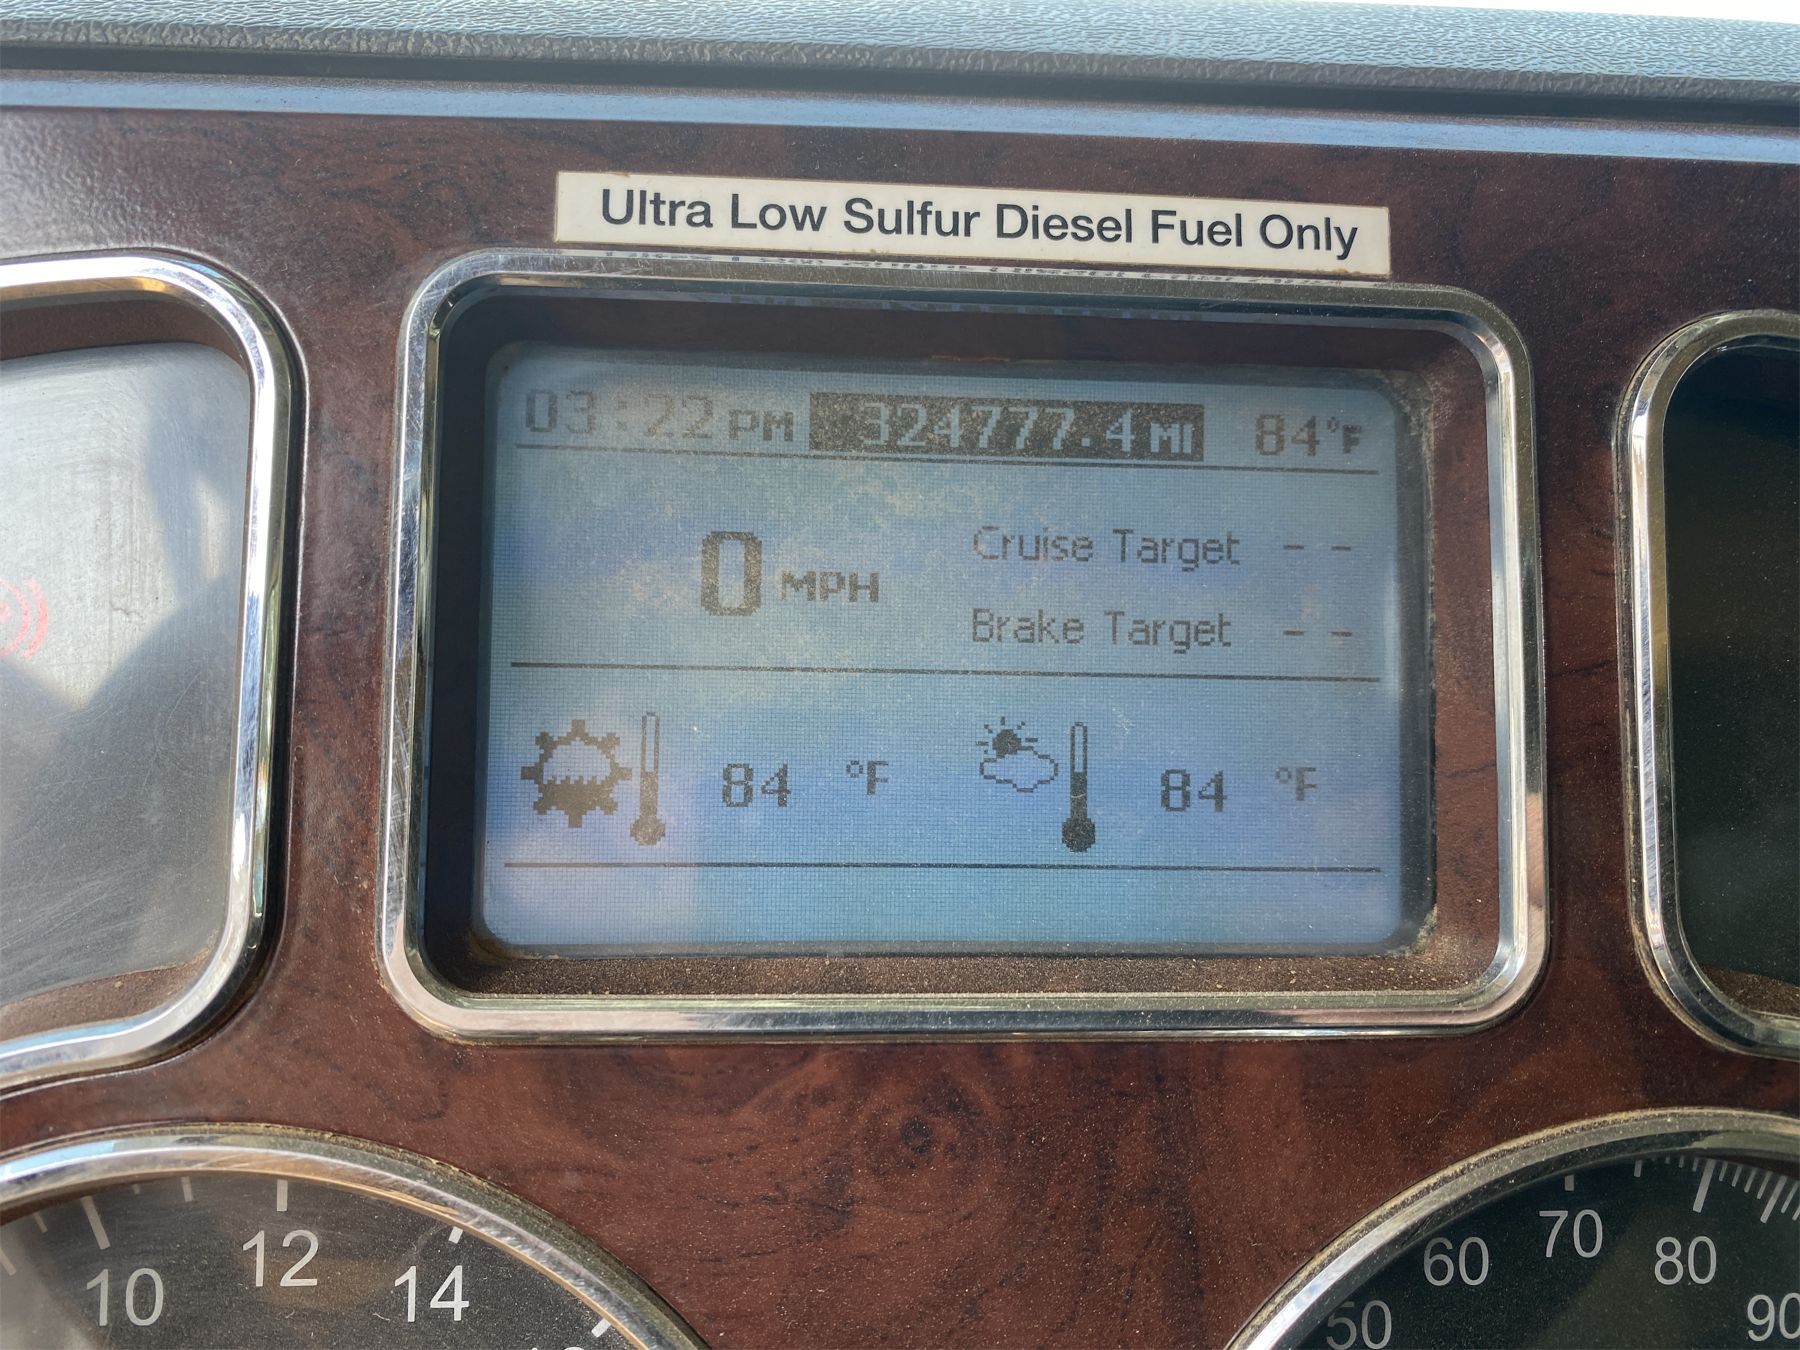 Ultra Low Sulfur Diesel Fuel Only
03:22 PM 324777.4 MI 84°F
0 MPH
Cruise Target - -
Brake Target - -
84 °F 84 °F
10 12 14
50 60 70 80 90